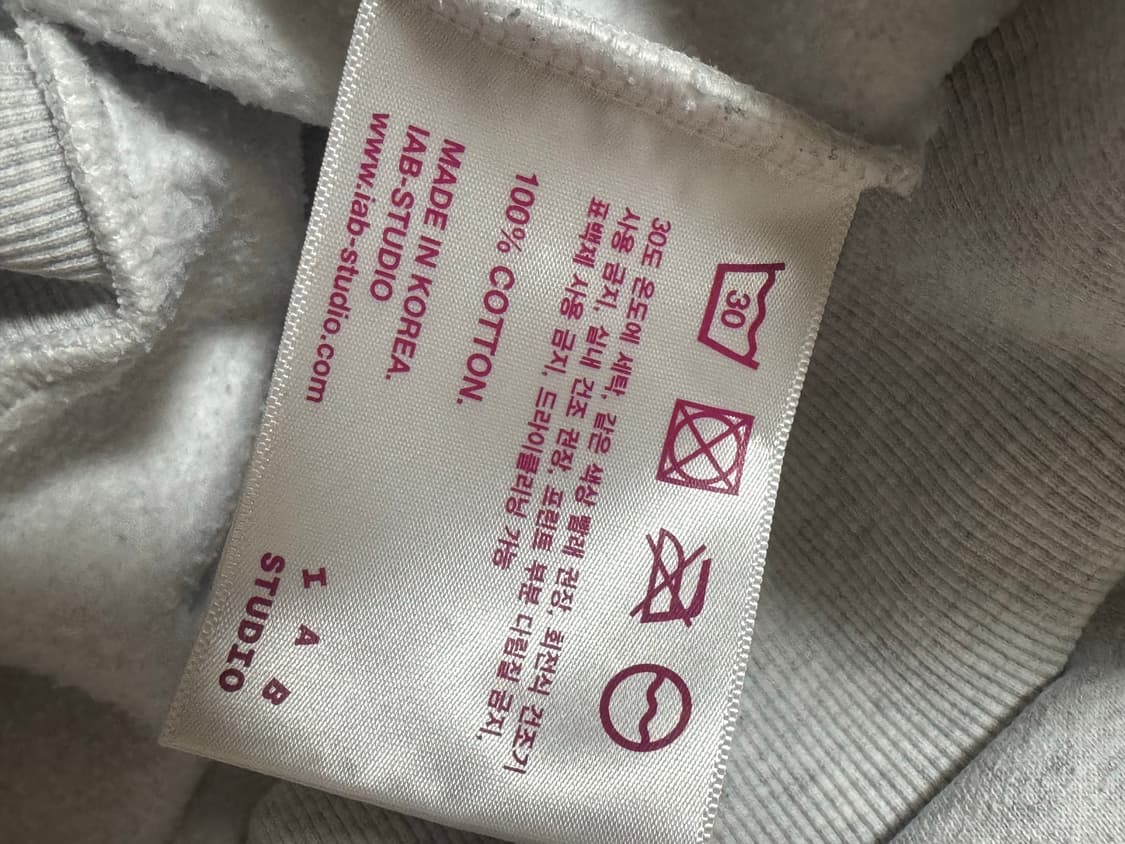 30
30도 온도에 세탁, 같은 색상 빨래 권장, 회전식 건조기
사용 금지, 실내 건조 권장, 프린트 부분 다림질 금지,
표백제 사용 금지, 드라이클리닝 가능
100% COTTON.
MADE IN KOREA.
IAB-STUDIO
www.iab-studio.com
I A B
STUDIO